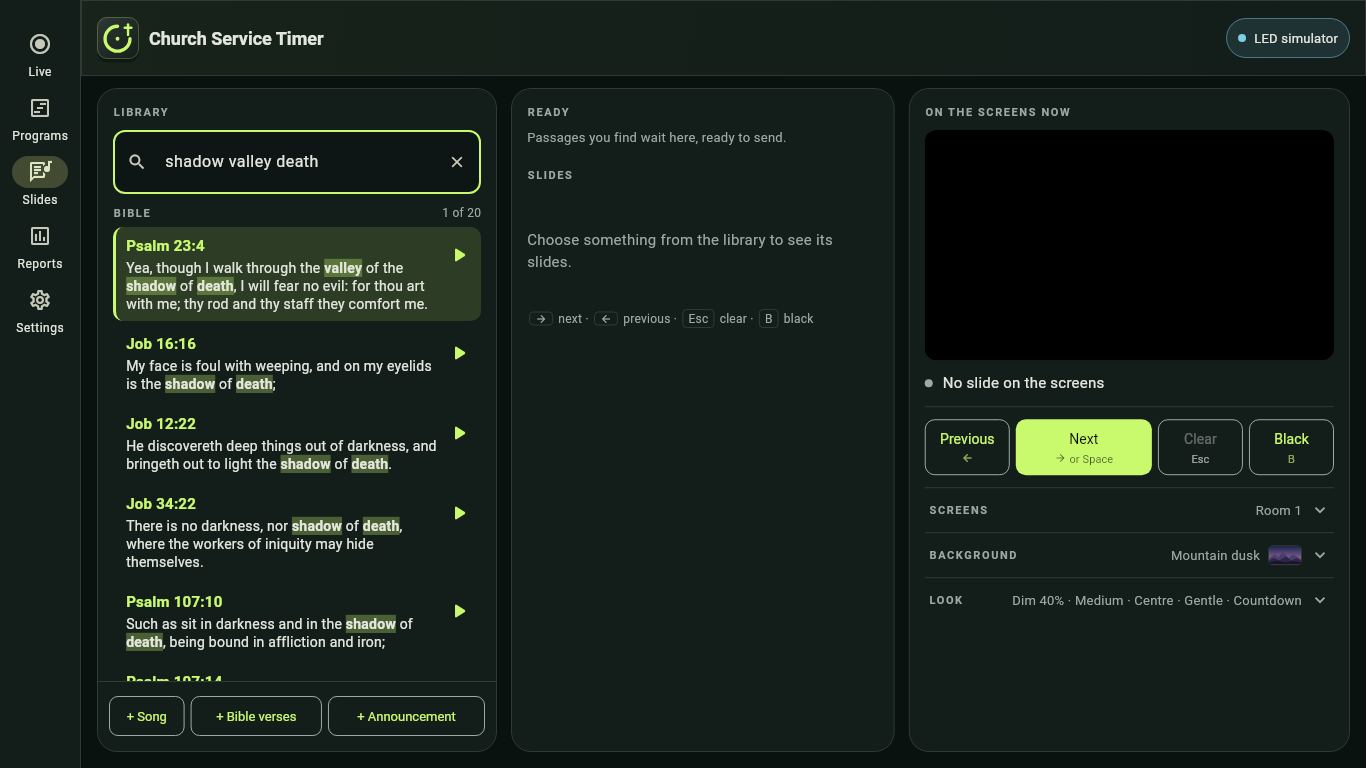 Church Service Timer
LED simulator
Live
Programs
Slides
Reports
Settings
LIBRARY
shadow valley death
BIBLE
1 of 20
Psalm 23:4
Yea, though I walk through the valley of the
shadow of death, I will fear no evil: for thou art
with me; thy rod and thy staff they comfort me.
Job 16:16
My face is foul with weeping, and on my eyelids
is the shadow of death;
Job 12:22
He discovereth deep things out of darkness, and
bringeth out to light the shadow of death.
Job 34:22
There is no darkness, nor shadow of death,
where the workers of iniquity may hide
themselves.
Psalm 107:10
Such as sit in darkness and in the shadow of
death, being bound in affliction and iron;
Psalm 107:14
+ Song
+ Bible verses
+ Announcement
READY
Passages you find wait here, ready to send.
SLIDES
Choose something from the library to see its
slides.
→ next · ← previous · Esc clear · B black
ON THE SCREENS NOW
No slide on the screens
Previous
←
Next
→ or Space
Clear
Esc
Black
B
SCREENS
Room 1
BACKGROUND
Mountain dusk
LOOK
Dim 40% · Medium · Centre · Gentle · Countdown